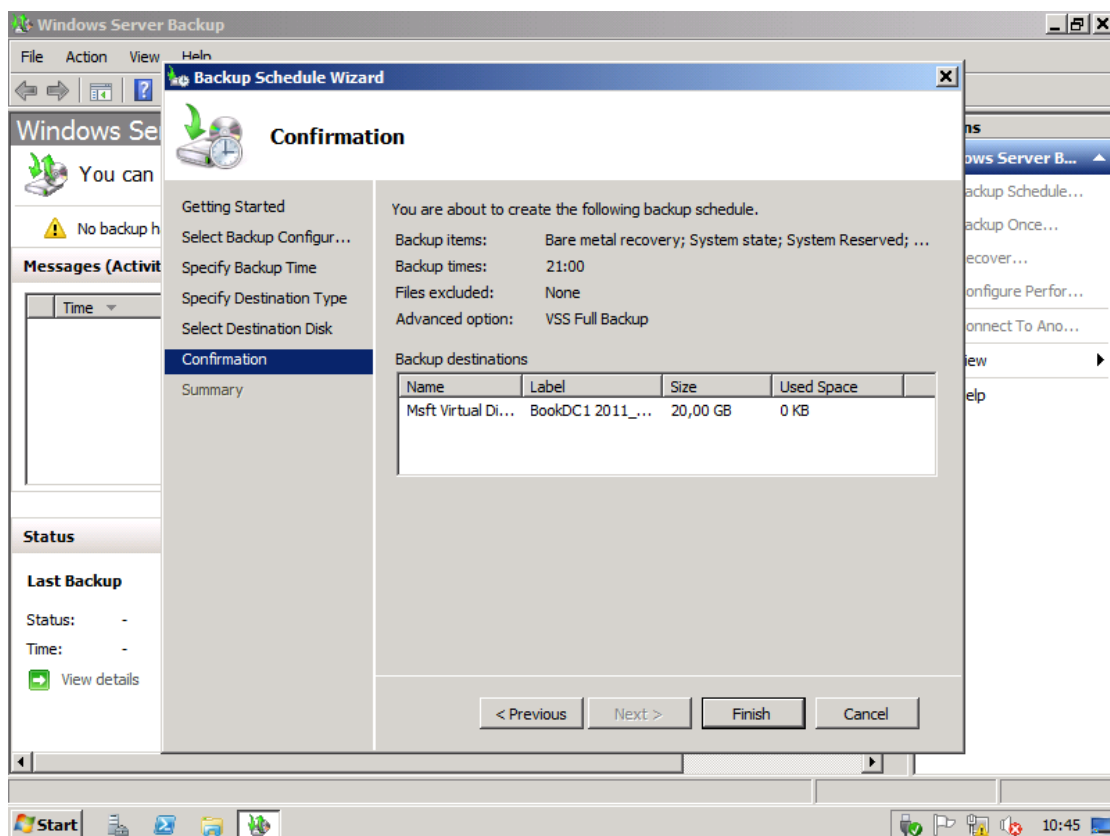 Windows Server Backup
File Action View Help
Backup Schedule Wizard
Windows Se
You can
No backup h
Messages (Activit
Time
Status
Last Backup
Status: -
Time: -
View details
Confirmation
Getting Started
Select Backup Configur...
Specify Backup Time
Specify Destination Type
Select Destination Disk
Confirmation
Summary
You are about to create the following backup schedule.
Backup items: Bare metal recovery; System state; System Reserved; ...
Backup times: 21:00
Files excluded: None
Advanced option: VSS Full Backup
Backup destinations
Name Label Size Used Space
Msft Virtual Di... BookDC1 2011_... 20,00 GB 0 KB
< Previous Next > Finish Cancel
ns
ows Server B...
ackup Schedule...
ackup Once...
ecover...
onfigure Perfor...
onnect To Ano...
iew
elp
Start 10:45